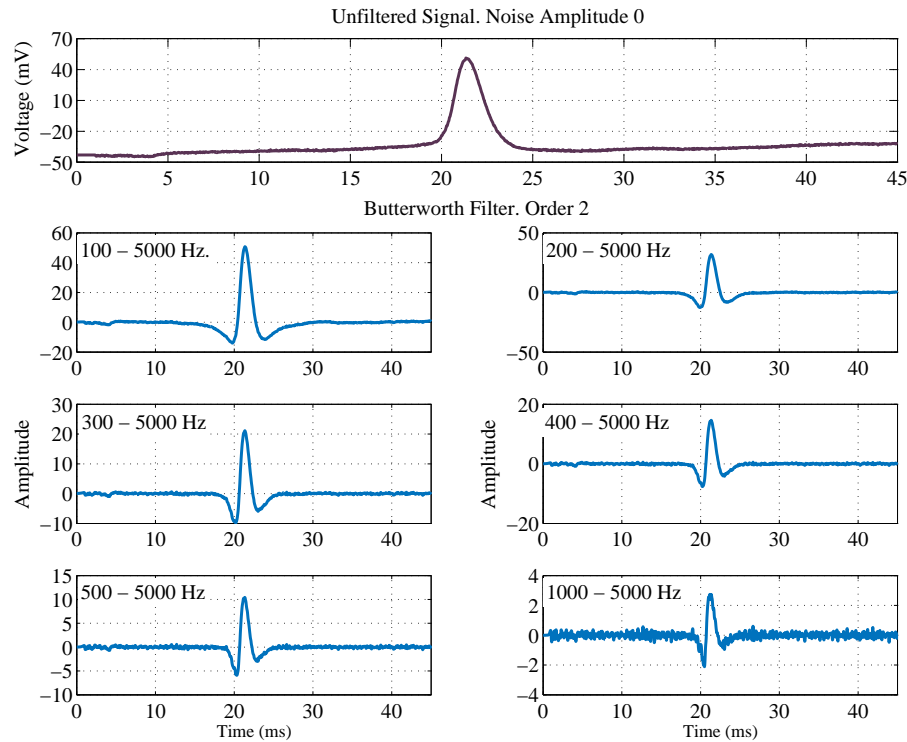 Unfiltered Signal. Noise Amplitude 0
Voltage (mV)
70
40
10
−20
−50
0 5 10 15 20 25 30 35 40 45
Butterworth Filter. Order 2
100 − 5000 Hz.
60
40
20
0
−20
0 10 20 30 40
200 − 5000 Hz
50
0
−50
0 10 20 30 40
300 − 5000 Hz
Amplitude
30
20
10
0
−10
0 10 20 30 40
400 − 5000 Hz
Amplitude
20
0
−20
0 10 20 30 40
500 − 5000 Hz
15
10
5
0
−5
−10
0 10 20 30 40
Time (ms)
1000 − 5000 Hz
4
2
0
−2
−4
0 10 20 30 40
Time (ms)